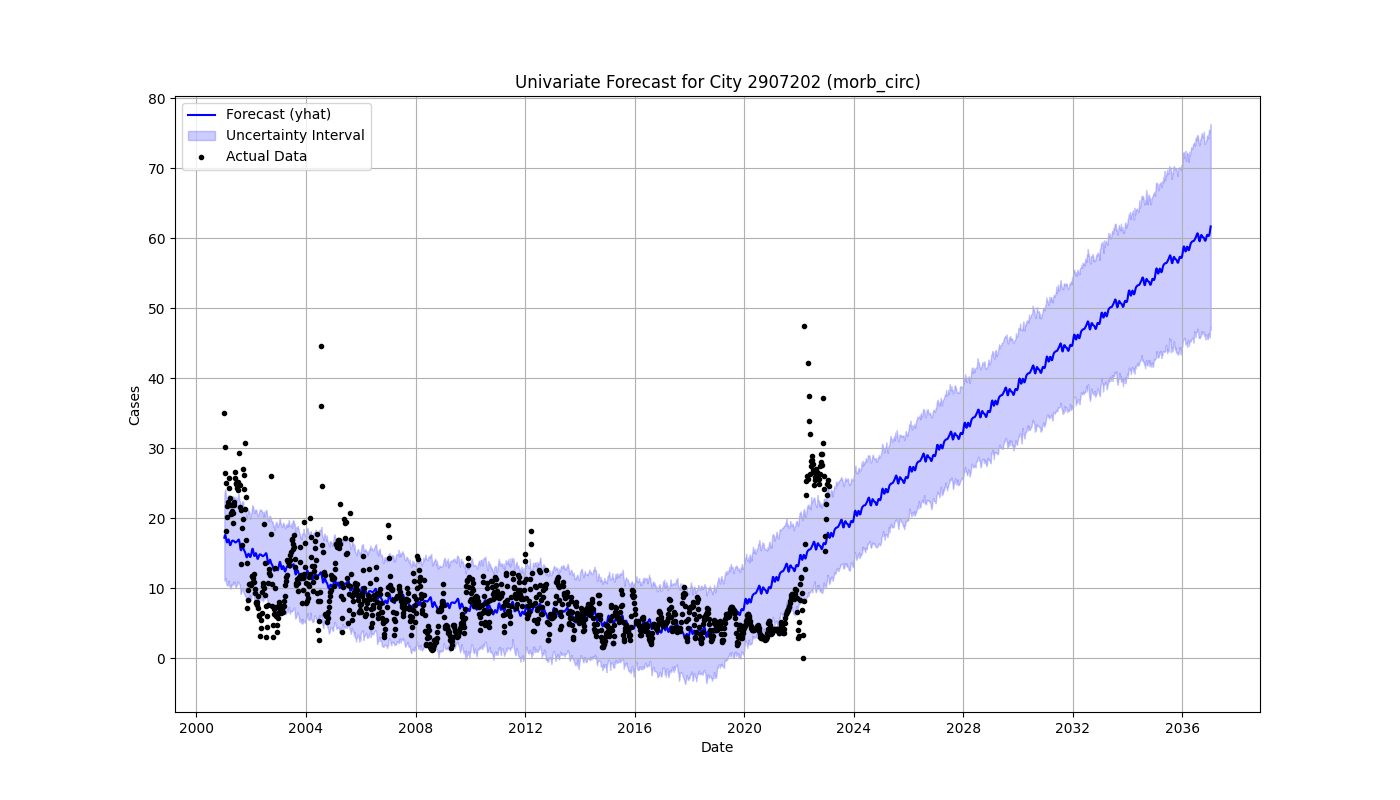 Univariate Forecast for City 2907202 (morb_circ)
Forecast (yhat)
Uncertainty Interval
Actual Data
80
70
60
50
40
30
20
10
0
Cases
2000 2004 2008 2012 2016 2020 2024 2028 2032 2036
Date